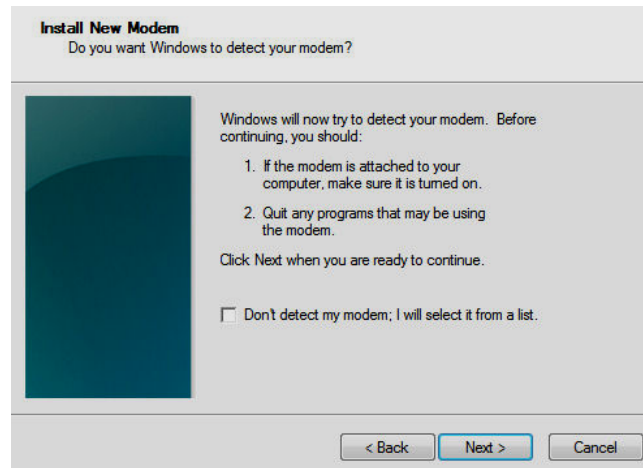 Install New Modem
Do you want Windows to detect your modem?
Windows will now try to detect your modem.  Before
continuing, you should:
1. If the modem is attached to your
computer, make sure it is turned on.
2. Quit any programs that may be using
the modem.
Click Next when you are ready to continue.
Don't detect my modem; I will select it from a list.
< Back
Next >
Cancel